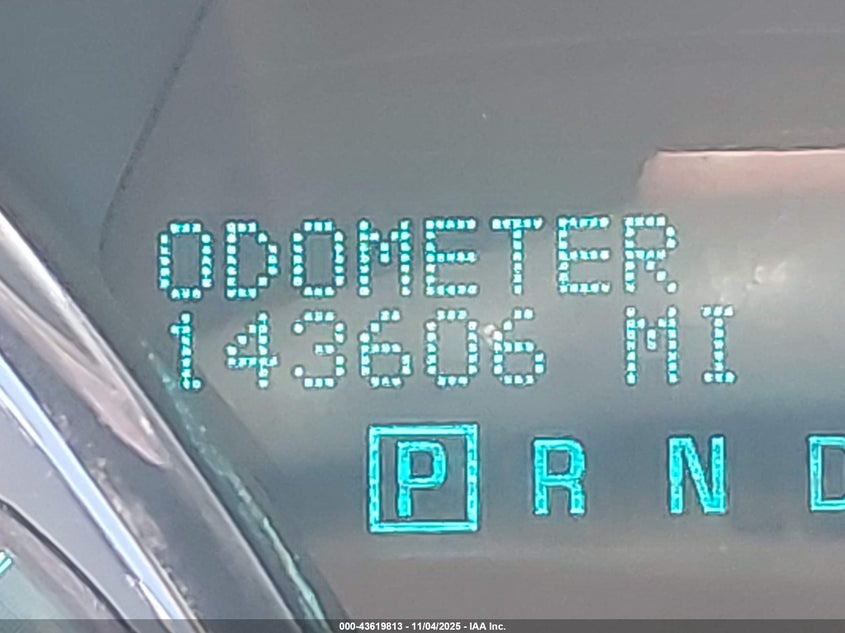 ODOMETER
143606 MI
P R N D
000-43619813 - 11/04/2025 - IAA Inc.